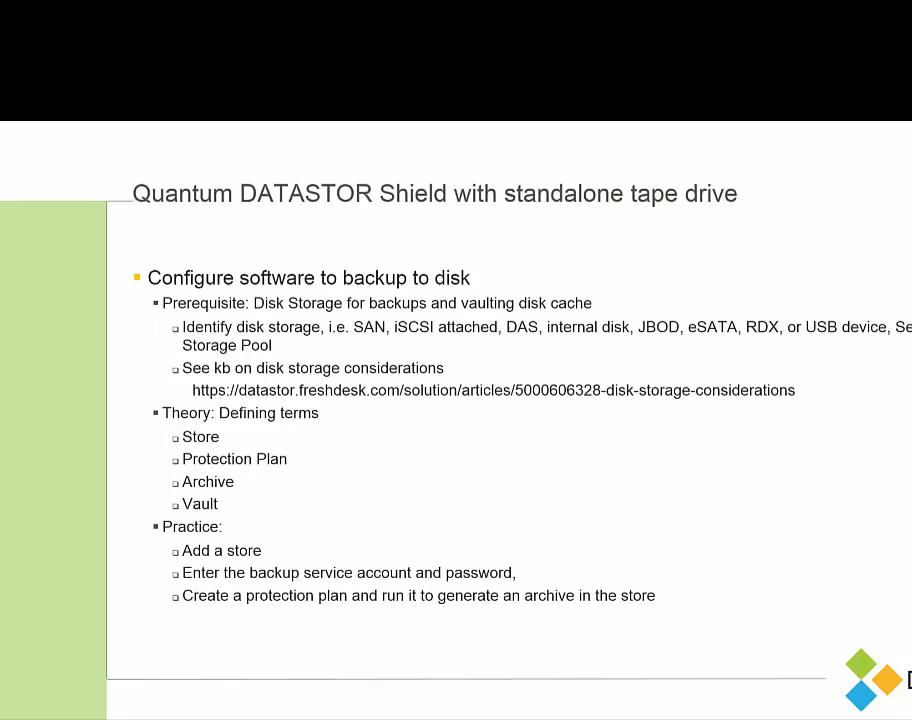 Quantum DATASTOR Shield with standalone tape drive
Configure software to backup to disk
Prerequisite: Disk Storage for backups and vaulting disk cache
Identify disk storage, i.e. SAN, iSCSI attached, DAS, internal disk, JBOD, eSATA, RDX, or USB device,
Storage Pool
See kb on disk storage considerations
https://datastor.freshdesk.com/solution/articles/5000606328-disk-storage-considerations
Theory: Defining terms
Store
Protection Plan
Archive
Vault
Practice:
Add a store
Enter the backup service account and password,
Create a protection plan and run it to generate an archive in the store